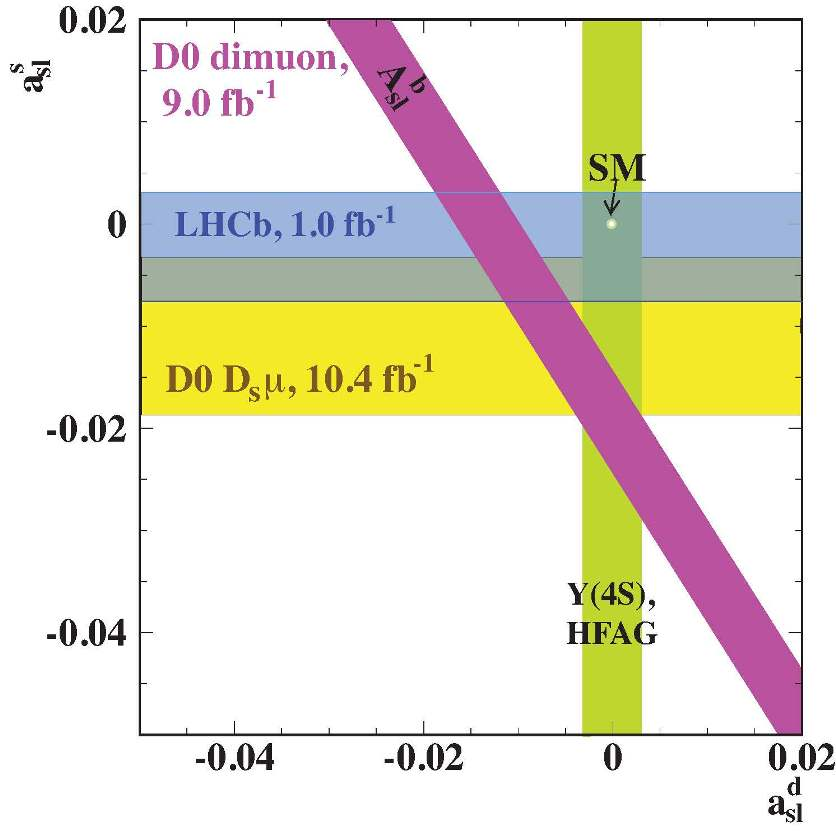 0.02
a^s_sl
D0 dimuon,
9.0 fb⁻¹
A^b_sl
SM
0
LHCb, 1.0 fb⁻¹
D0 D_sμ, 10.4 fb⁻¹
-0.02
Y(4S),
HFAG
-0.04
-0.04 -0.02 0 0.02
a^d_sl